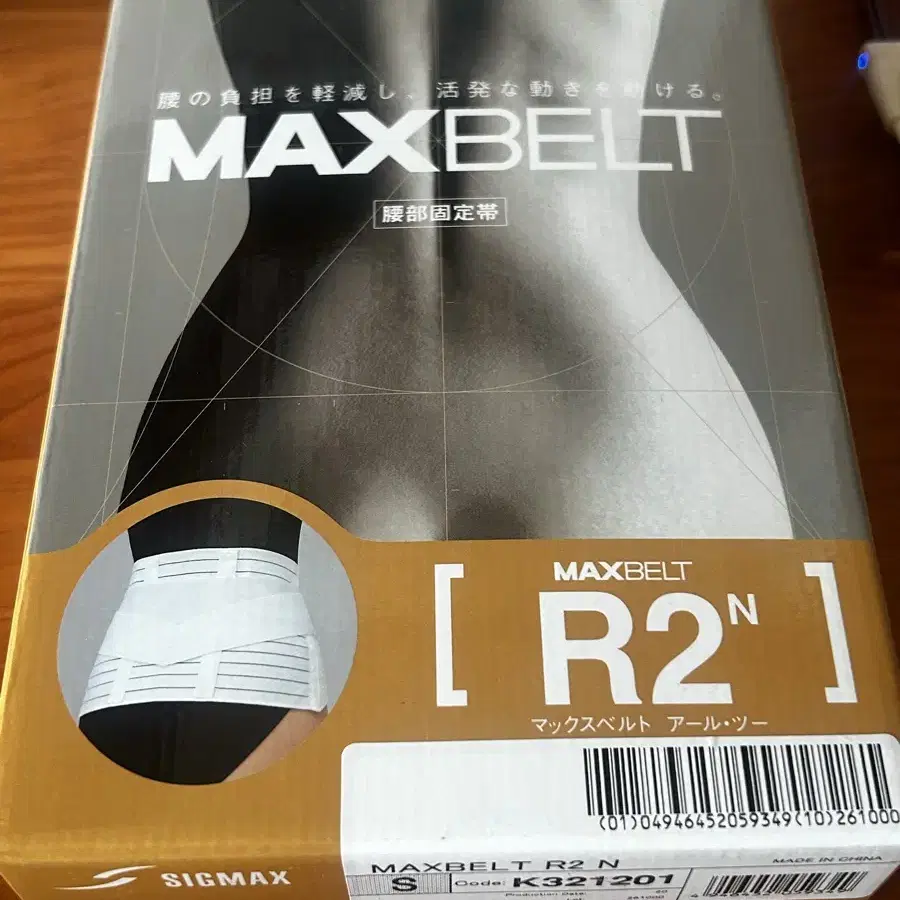 腰の負担を軽減し、活発な動きを助ける。
MAXBELT
腰部固定帯
MAXBELT
R2N
マックスベルト アール・ツー
(01)04946452059349(10)261000
MAXBELT R2 N
MADE IN CHINA
S
Code: K321201
Production Date:
SIGMAX